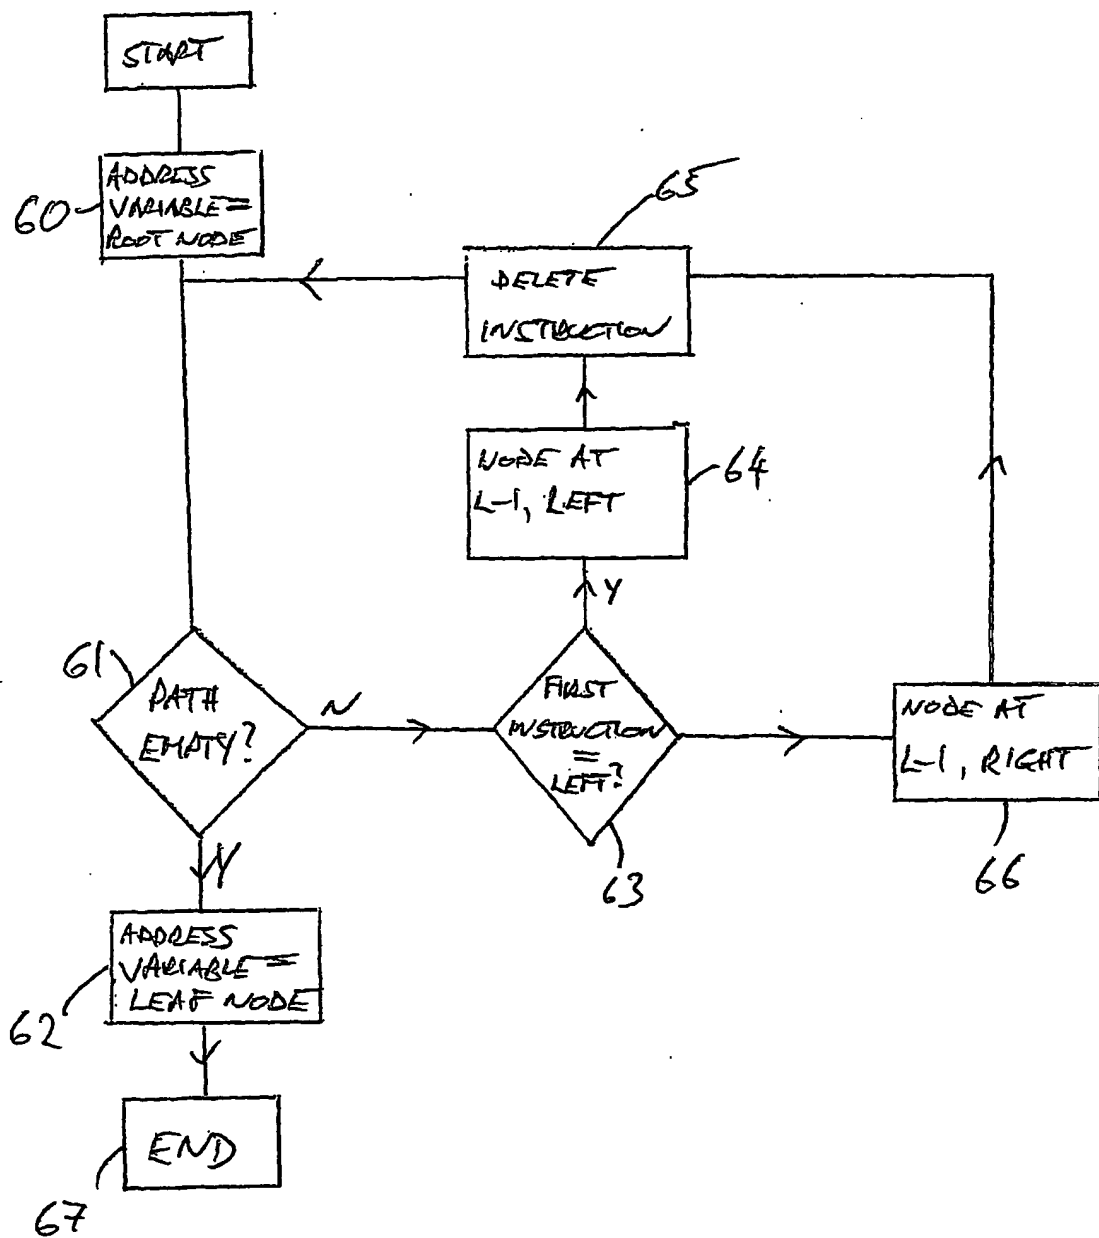 START
60
ADDRESS
VARIABLE =
ROOT NODE
65
DELETE
INSTRUCTION
NODE AT
L-1, LEFT
64
Y
61
PATH
EMPTY?
N
FIRST
INSTRUCTION
=
LEFT?
63
NODE AT
L-1, RIGHT
66
Y
ADDRESS
VARIABLE =
LEAF NODE
62
END
67